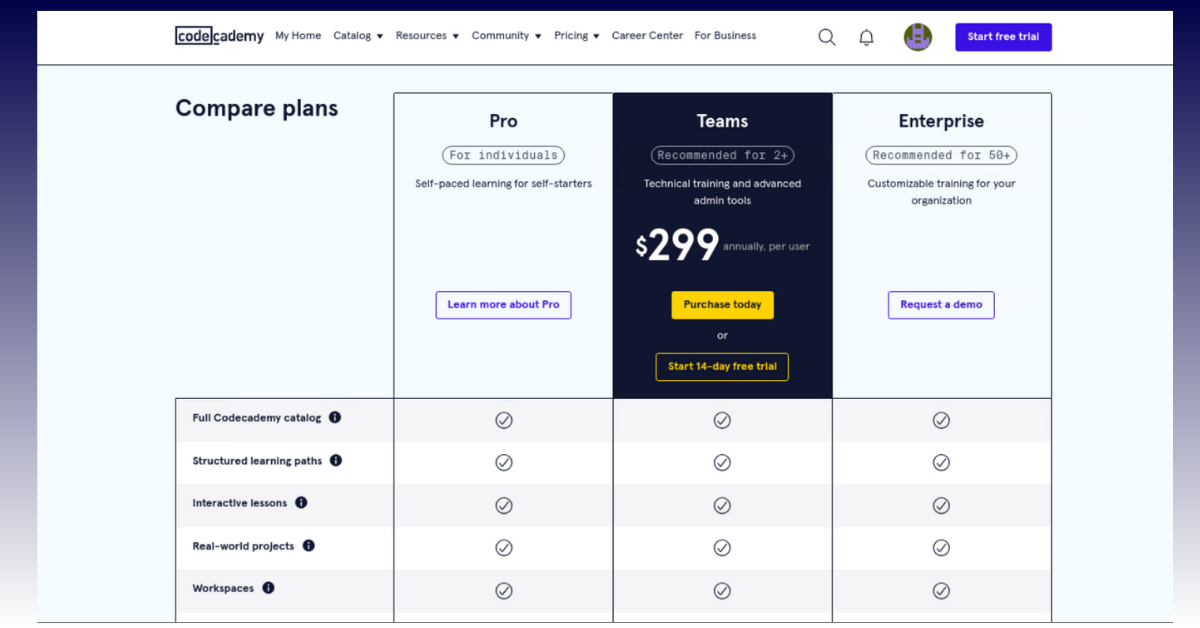 codecademy My Home Catalog Resources Community Pricing Career Center For Business Start free trial
Compare plans
Pro
For individuals
Self-paced learning for self-starters
Learn more about Pro
Teams
Recommended for 2+
Technical training and advanced
admin tools
$299 annually, per user
Purchase today
or
Start 14-day free trial
Enterprise
Recommended for 50+
Customizable training for your
organization
Request a demo
Full Codecademy catalog
Structured learning paths
Interactive lessons
Real-world projects
Workspaces